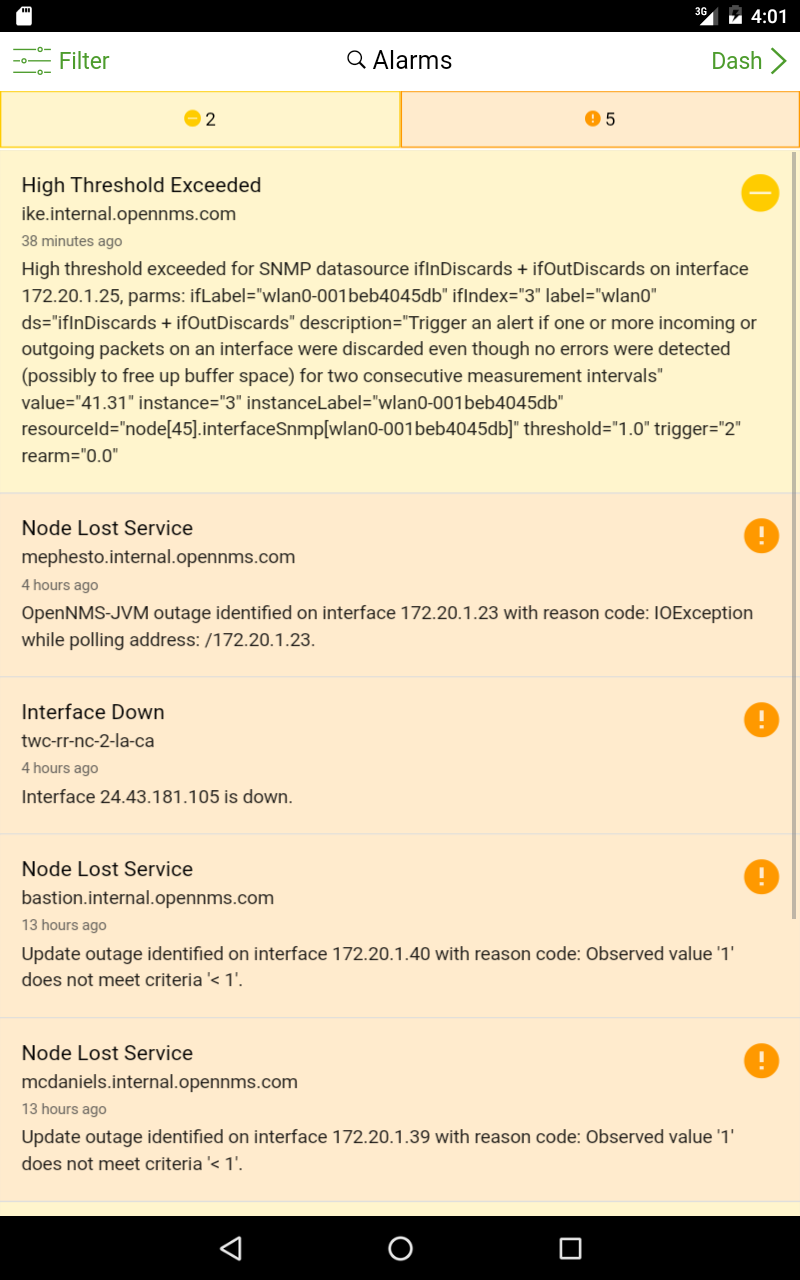 3G 4:01
Filter Alarms Dash
2 5
High Threshold Exceeded
ike.internal.opennms.com
38 minutes ago
High threshold exceeded for SNMP datasource ifInDiscards + ifOutDiscards on interface
172.20.1.25, parms: ifLabel="wlan0-001beb4045db" ifIndex="3" label="wlan0"
ds="ifInDiscards + ifOutDiscards" description="Trigger an alert if one or more incoming or
outgoing packets on an interface were discarded even though no errors were detected
(possibly to free up buffer space) for two consecutive measurement intervals"
value="41.31" instance="3" instanceLabel="wlan0-001beb4045db"
resourceId="node[45].interfaceSnmp[wlan0-001beb4045db]" threshold="1.0" trigger="2"
rearm="0.0"
Node Lost Service
mephesto.internal.opennms.com
4 hours ago
OpenNMS-JVM outage identified on interface 172.20.1.23 with reason code: IOException
while polling address: /172.20.1.23.
Interface Down
twc-rr-nc-2-la-ca
4 hours ago
Interface 24.43.181.105 is down.
Node Lost Service
bastion.internal.opennms.com
13 hours ago
Update outage identified on interface 172.20.1.40 with reason code: Observed value '1'
does not meet criteria '< 1'.
Node Lost Service
mcdaniels.internal.opennms.com
13 hours ago
Update outage identified on interface 172.20.1.39 with reason code: Observed value '1'
does not meet criteria '< 1'.